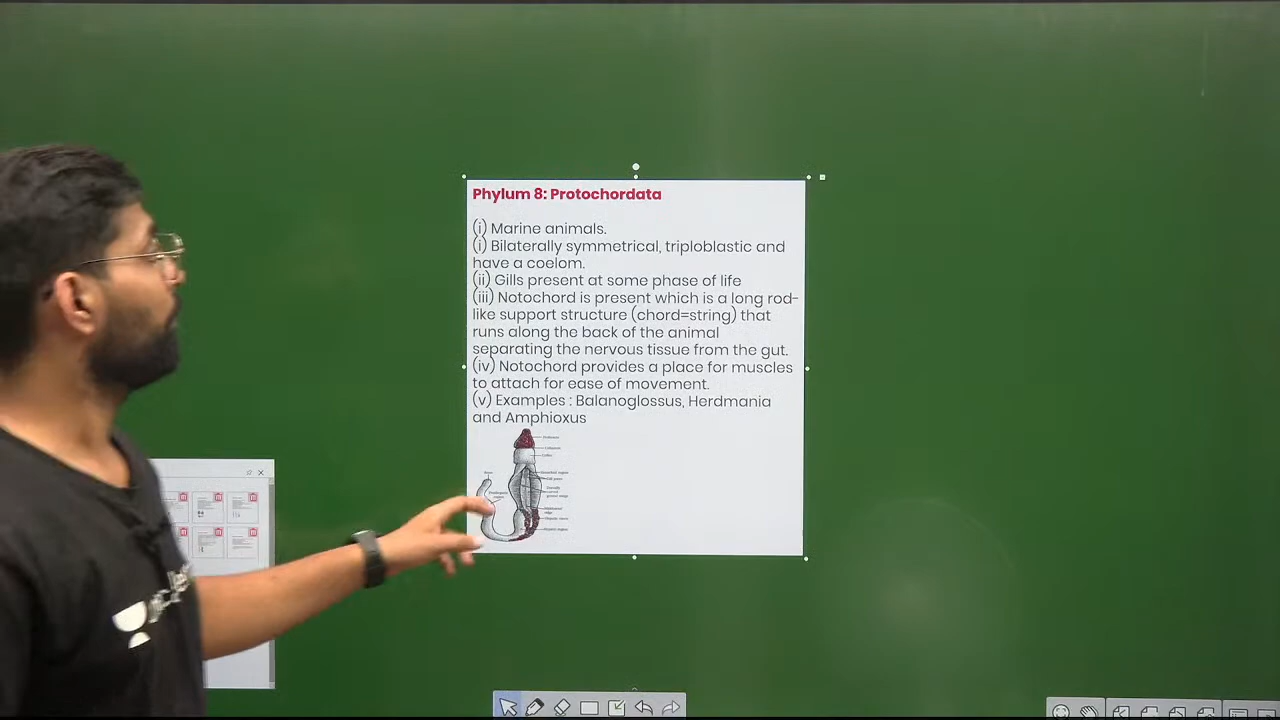 Phylum 8: Protochordata
(i) Marine animals.
(i) Bilaterally symmetrical, triploblastic and
have a coelom.
(ii) Gills present at some phase of life
(iii) Notochord is present which is a long rod-
like support structure (chord=string) that
runs along the back of the animal
separating the nervous tissue from the gut.
(iv) Notochord provides a place for muscles
to attach for ease of movement.
(v) Examples : Balanoglossus, Herdmania
and Amphioxus